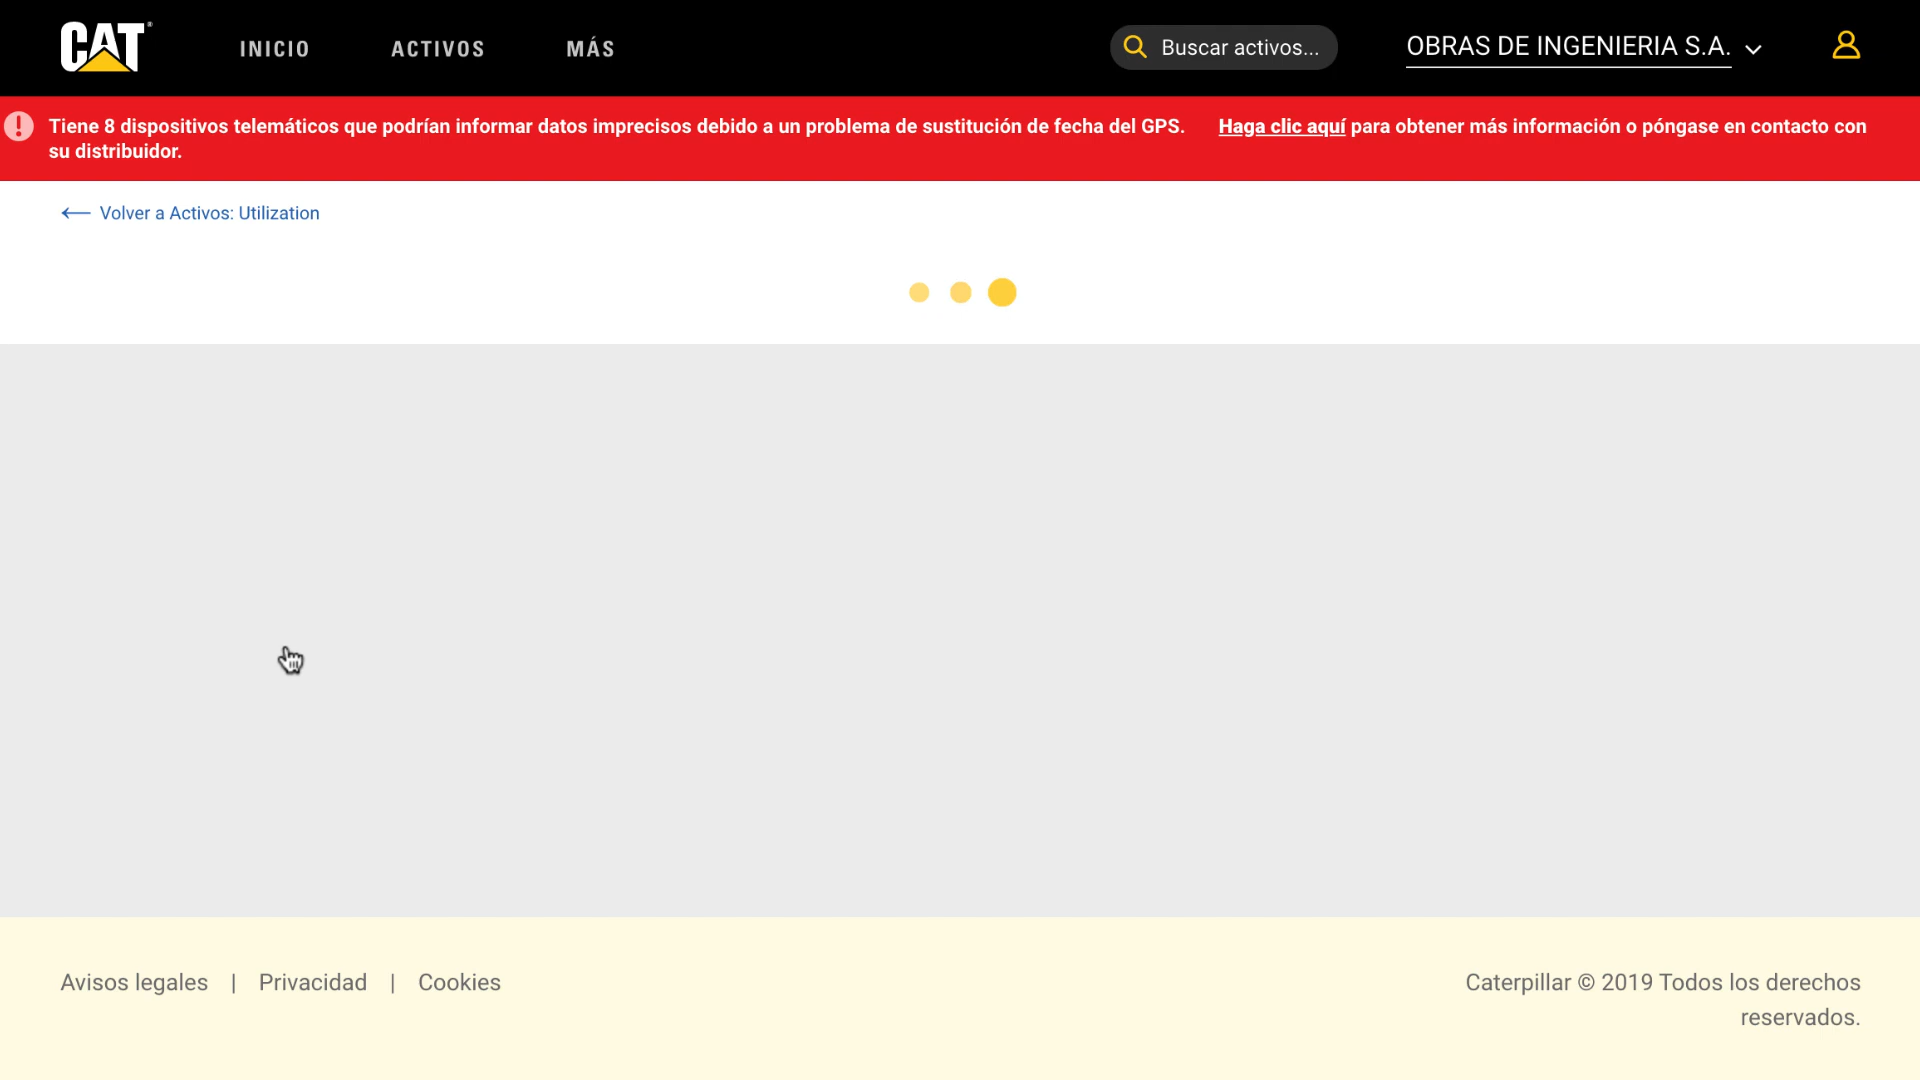 CAT®
INICIO
ACTIVOS
MÁS
Buscar activos...
OBRAS DE INGENIERIA S.A.
Tiene 8 dispositivos telemáticos que podrían informar datos imprecisos debido a un problema de sustitución de fecha del GPS. Haga clic aquí para obtener más información o póngase en contacto con
su distribuidor.
Volver a Activos: Utilization
Avisos legales | Privacidad | Cookies
Caterpillar © 2019 Todos los derechos
reservados.